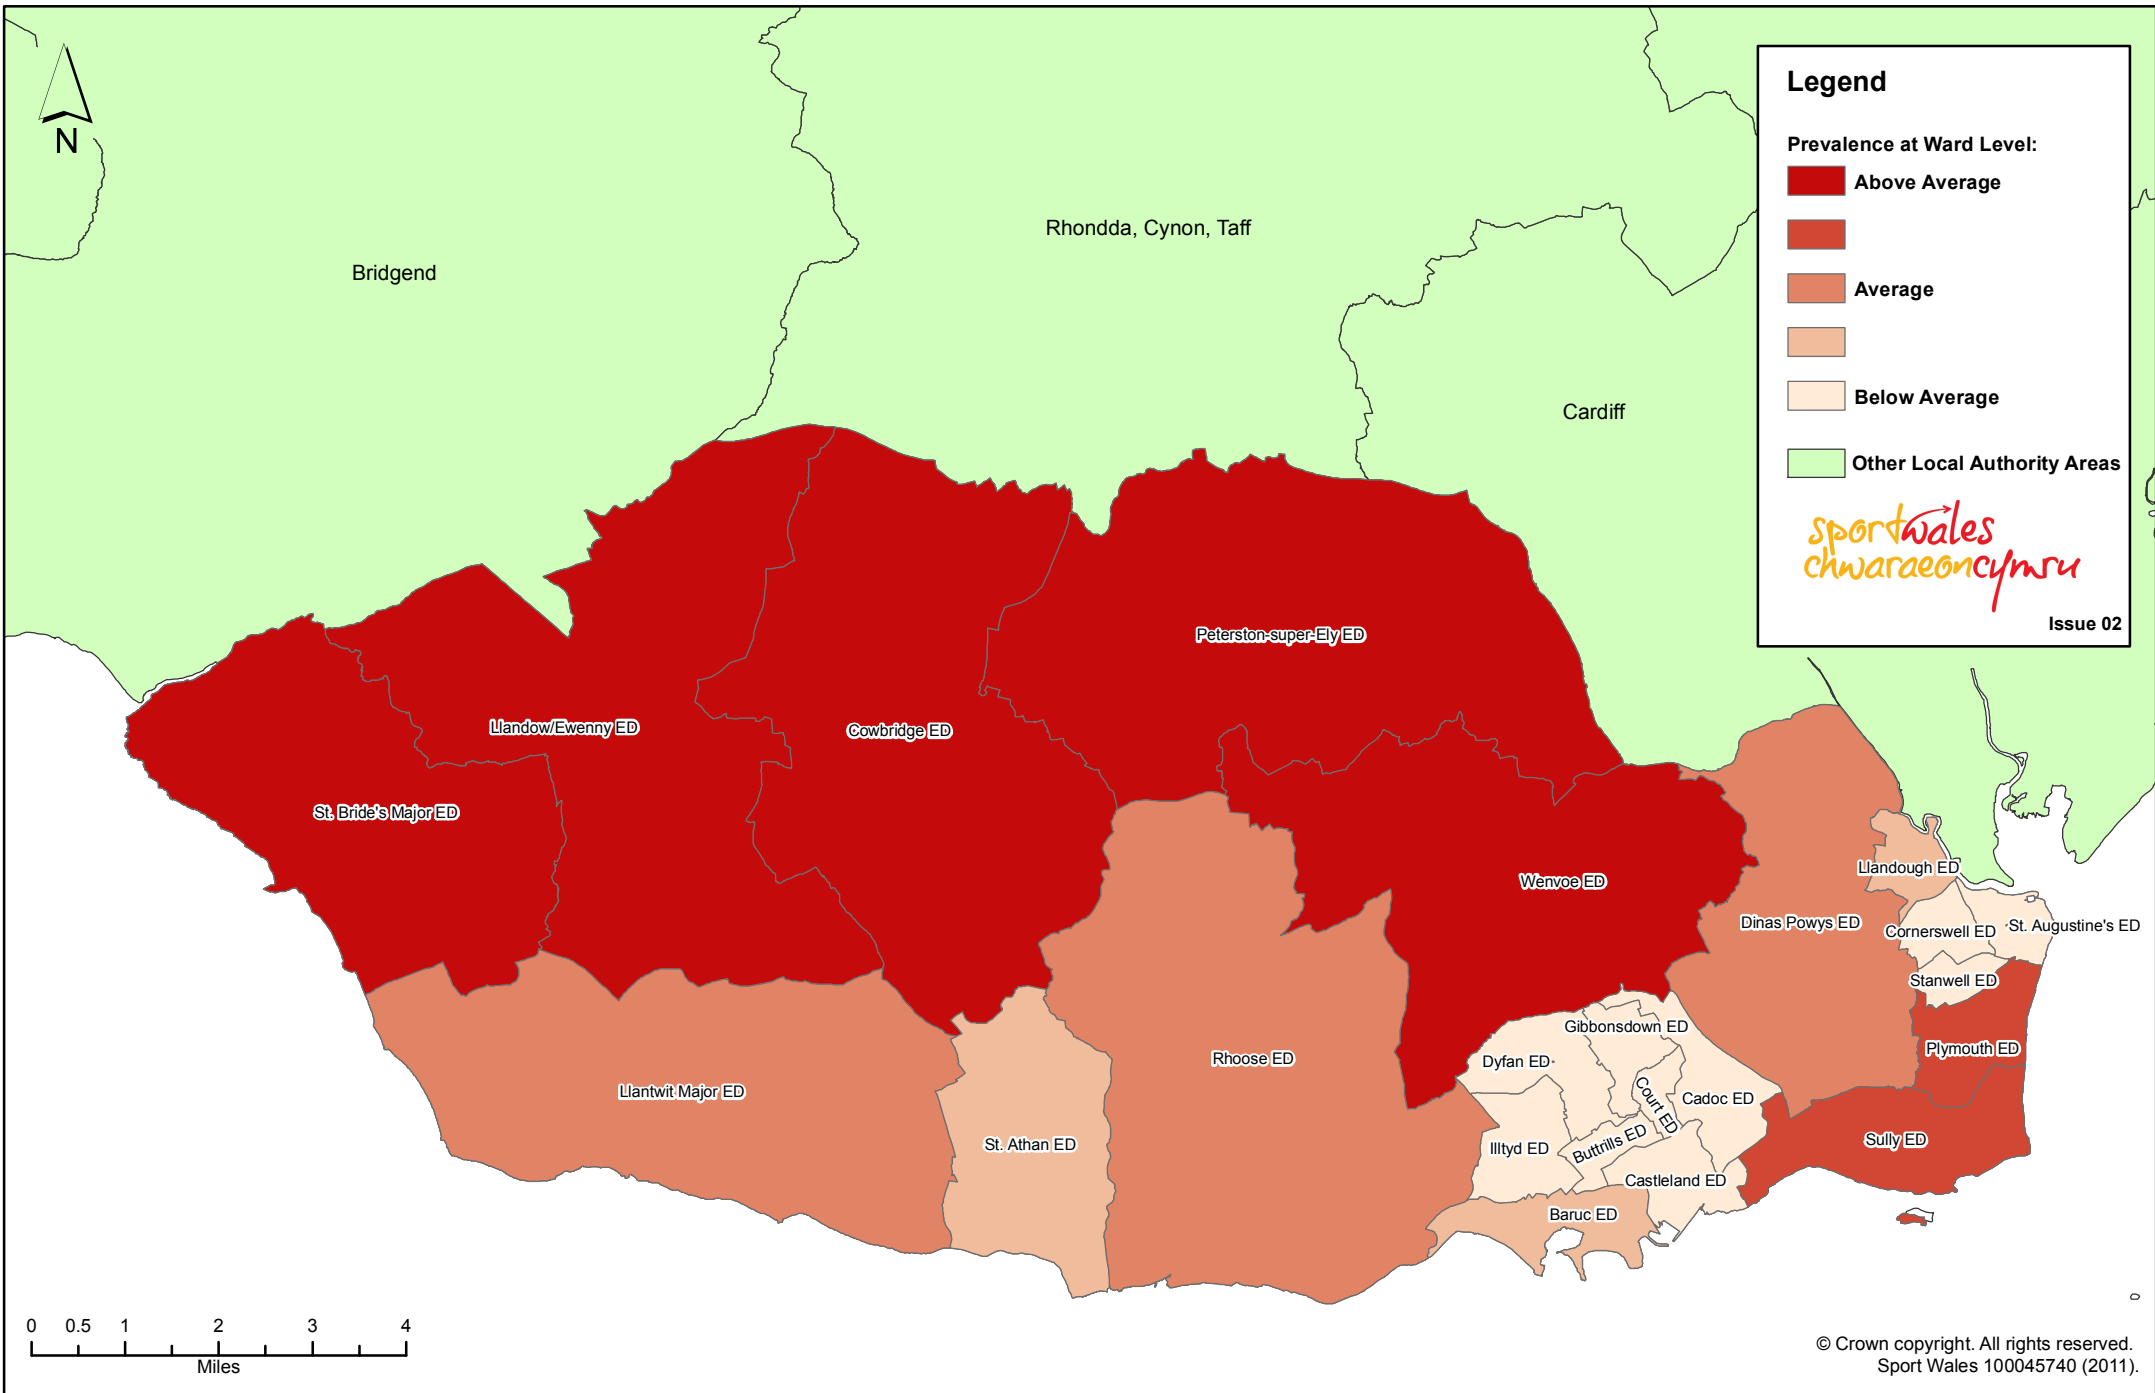 N
Bridgend
Rhondda, Cynon, Taff
Cardiff
Legend
Prevalence at Ward Level:
Above Average
Average
Below Average
Other Local Authority Areas
sportwales
chwaraeoncymru
Issue 02
Peterston-super-Ely ED
Llandow/Ewenny ED
Cowbridge ED
St. Bride's Major ED
Wenvoe ED
Llandough ED
Dinas Powys ED
Cornerswell ED
St. Augustine's ED
Stanwell ED
Gibbonsdown ED
Plymouth ED
Rhoose ED
Dyfan ED
Llantwit Major ED
Court ED
Cadoc ED
St. Athan ED
Illtyd ED
Buttrills ED
Sully ED
Castleland ED
Baruc ED
0 0.5 1 2 3 4
Miles
© Crown copyright. All rights reserved.
Sport Wales 100045740 (2011).